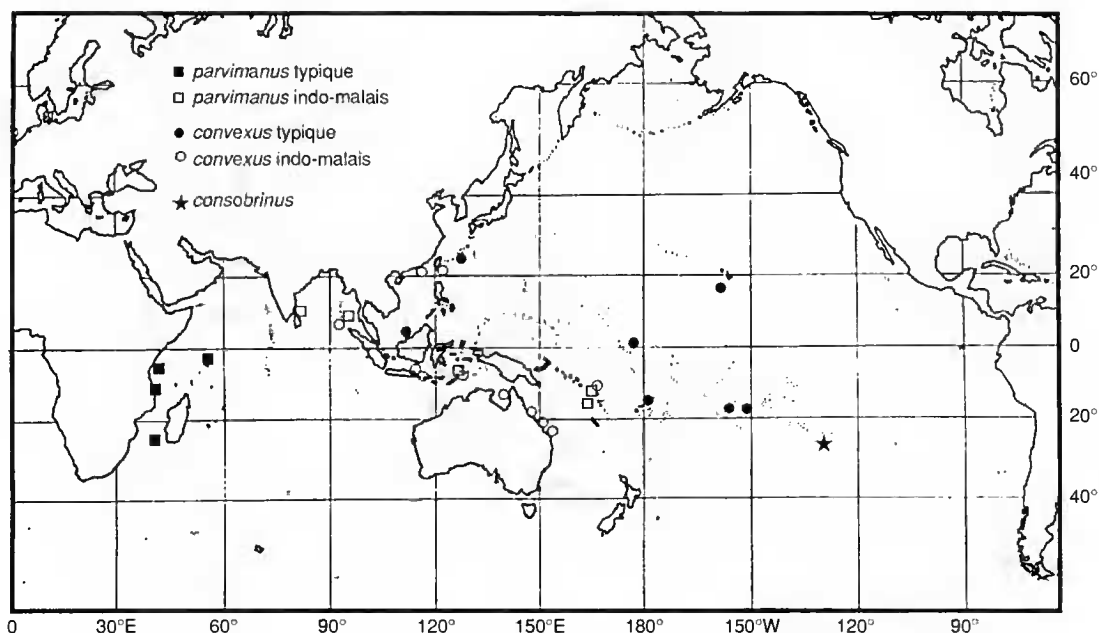 parvimanus typique
parvimanus indo-malais
convexus typique
convexus indo-malais
consobrinus
60°
40°
20°
0
20°
40°
0 30°E 60° 90° 120° 150°E 180° 150°W 120° 90°